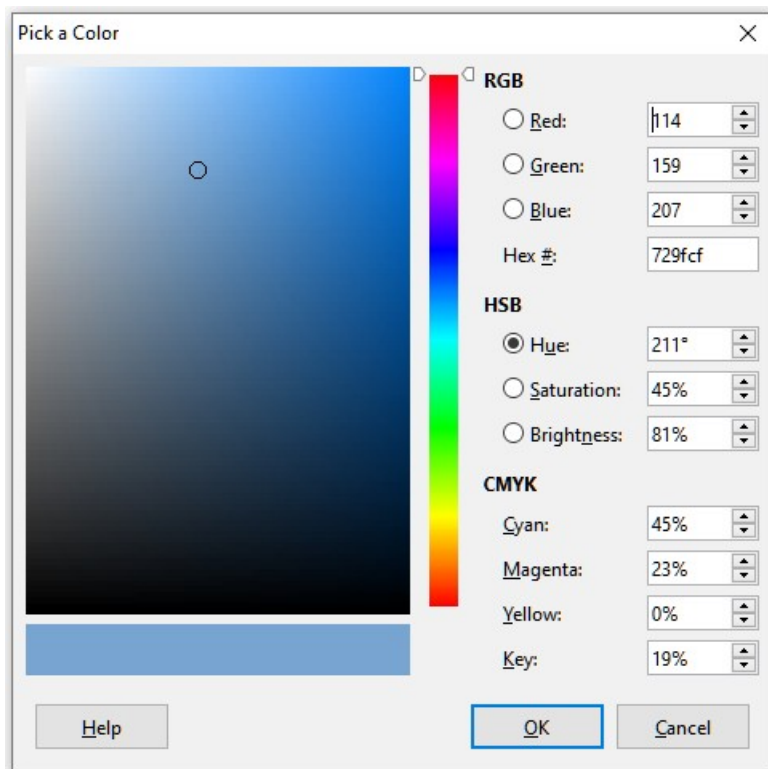 Pick a Color
RGB
Red: 114
Green: 159
Blue: 207
Hex #: 729fcf
HSB
Hue: 211°
Saturation: 45%
Brightness: 81%
CMYK
Cyan: 45%
Magenta: 23%
Yellow: 0%
Key: 19%
Help OK Cancel